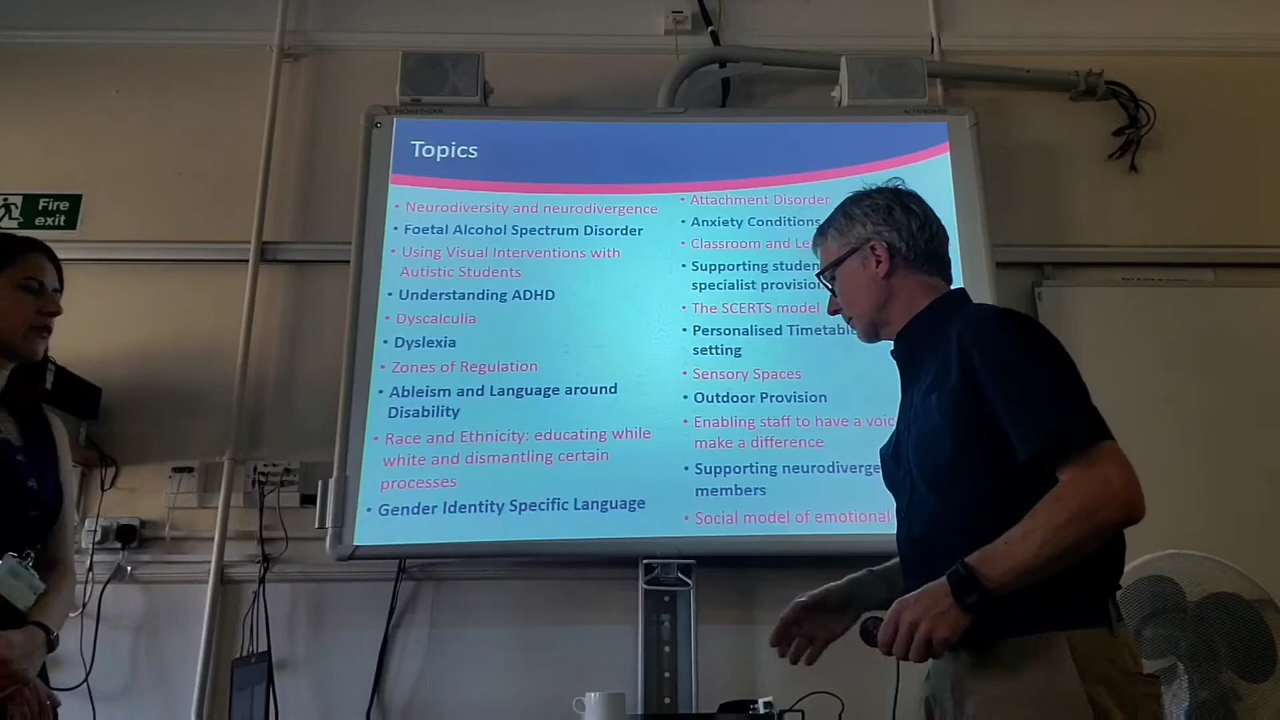 PROMETHEAN
ACTIVBOARD
Fire
exit
Topics
• Neurodiversity and neurodivergence
• Foetal Alcohol Spectrum Disorder
• Using Visual Interventions with
Autistic Students
• Understanding ADHD
• Dyscalculia
• Dyslexia
• Zones of Regulation
• Ableism and Language around
Disability
• Race and Ethnicity: educating while
white and dismantling certain
processes
• Gender Identity Specific Language
• Attachment Disorder
• Anxiety Conditions
• Classroom and
• Supporting
specialist
• The SCERTS model
• Personalised
setting
• Sensory Spaces
• Outdoor Provision
• Enabling staff to have a
make a difference
• Supporting
members
• Social model of emotional